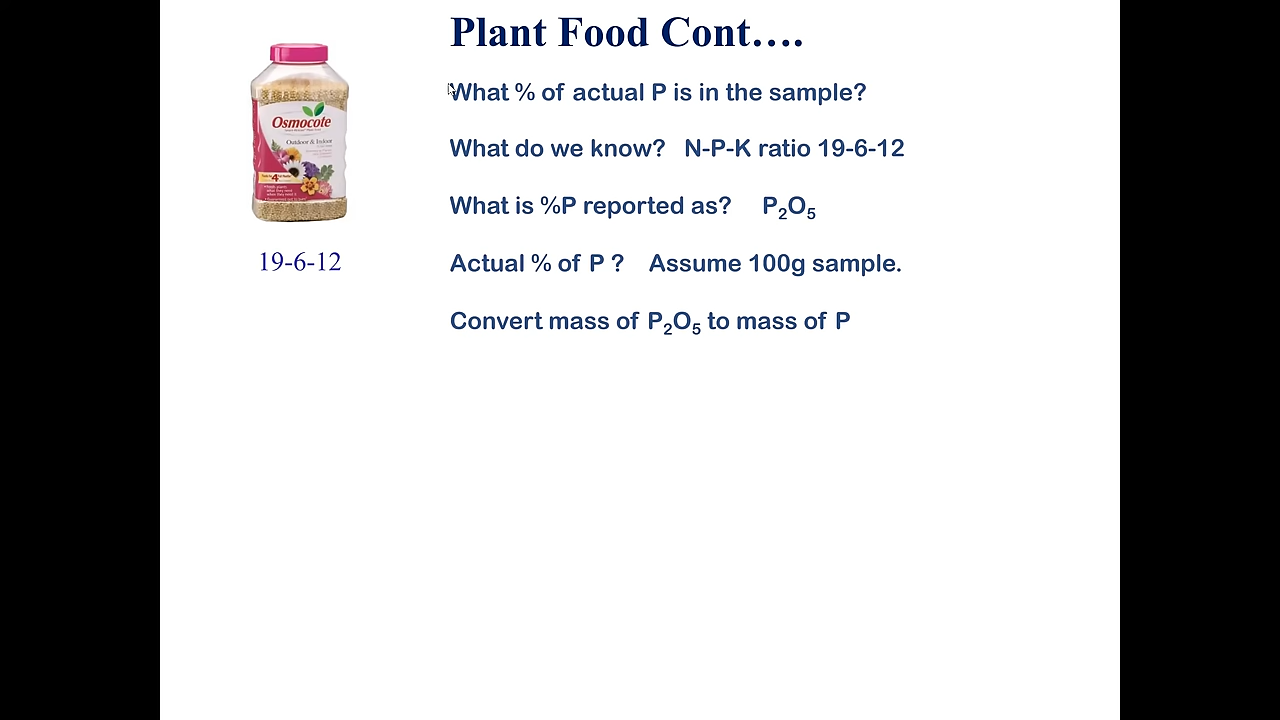 Plant Food Cont….
What % of actual P is in the sample?
What do we know? N-P-K ratio 19-6-12
What is %P reported as? P₂O₅
Actual % of P ? Assume 100g sample.
Convert mass of P₂O₅ to mass of P
Osmocote
Outdoor & Indoor
19-6-12